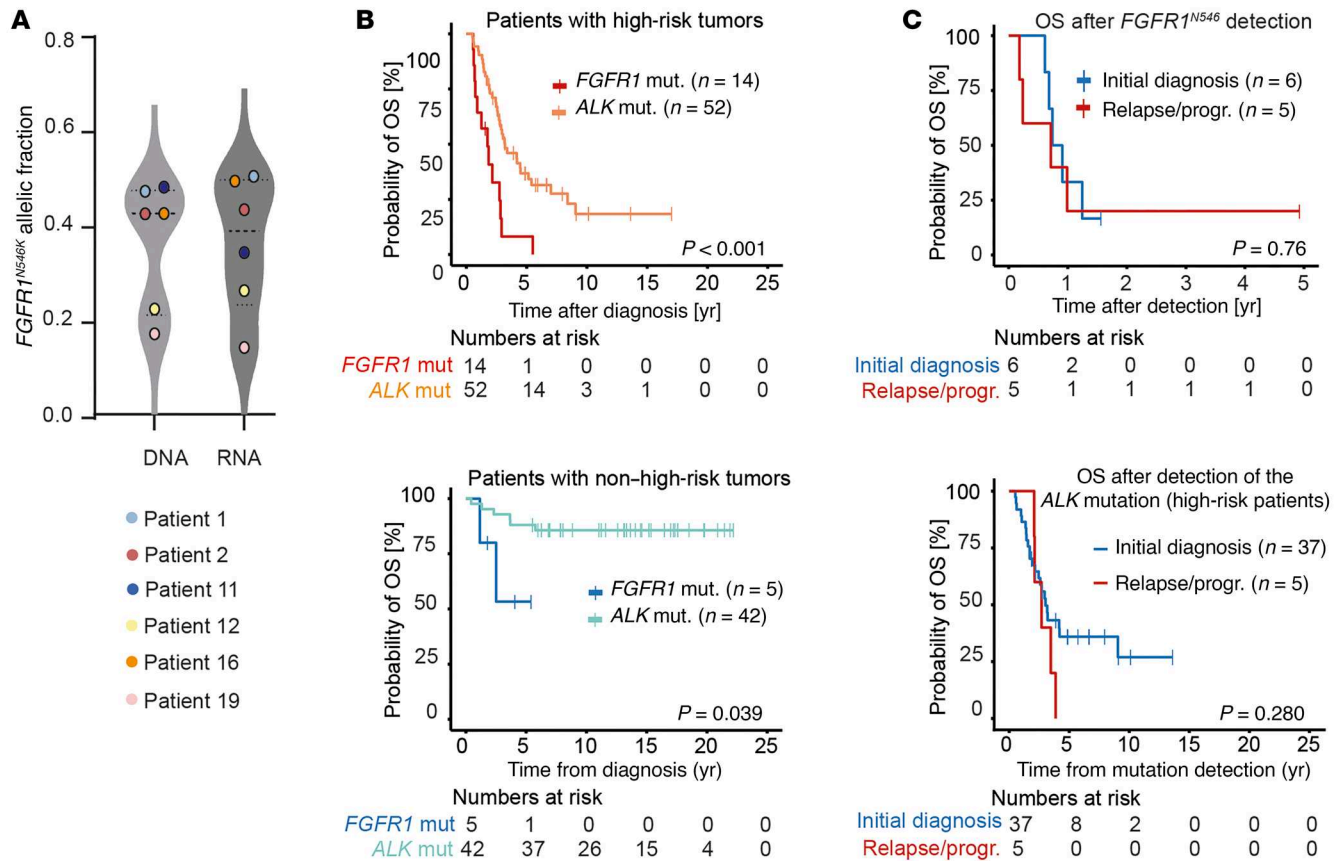 A
FGFR1N546K allelic fraction
0.8
0.6
0.4
0.2
0.0
DNA RNA
Patient 1
Patient 2
Patient 11
Patient 12
Patient 16
Patient 19
B
Patients with high-risk tumors
Probability of OS [%]
100
75
50
25
0
FGFR1 mut. (n = 14)
ALK mut. (n = 52)
P < 0.001
0 5 10 15 20 25
Time after diagnosis [yr]
Numbers at risk
FGFR1 mut 14 1 0 0 0 0
ALK mut 52 14 3 1 0 0
Patients with non–high-risk tumors
Probability of OS [%]
100
75
50
25
0
FGFR1 mut. (n = 5)
ALK mut. (n = 42)
P = 0.039
0 5 10 15 20 25
Time from diagnosis (yr)
Numbers at risk
FGFR1 mut 5 1 0 0 0 0
ALK mut 42 37 26 15 4 0
C
OS after FGFR1N546 detection
Probability of OS [%]
100
75
50
25
0
Initial diagnosis (n = 6)
Relapse/progr. (n = 5)
P = 0.76
0 1 2 3 4 5
Time after detection [yr]
Numbers at risk
Initial diagnosis 6 2 0 0 0 0
Relapse/progr. 5 1 1 1 1 0
OS after detection of the
ALK mutation (high-risk patients)
Probability of OS [%]
100
75
50
25
0
Initial diagnosis (n = 37)
Relapse/progr. (n = 5)
P = 0.280
0 5 10 15 20 25
Time from mutation detection (yr)
Numbers at risk
Initial diagnosis 37 8 2 0 0 0
Relapse/progr. 5 0 0 0 0 0